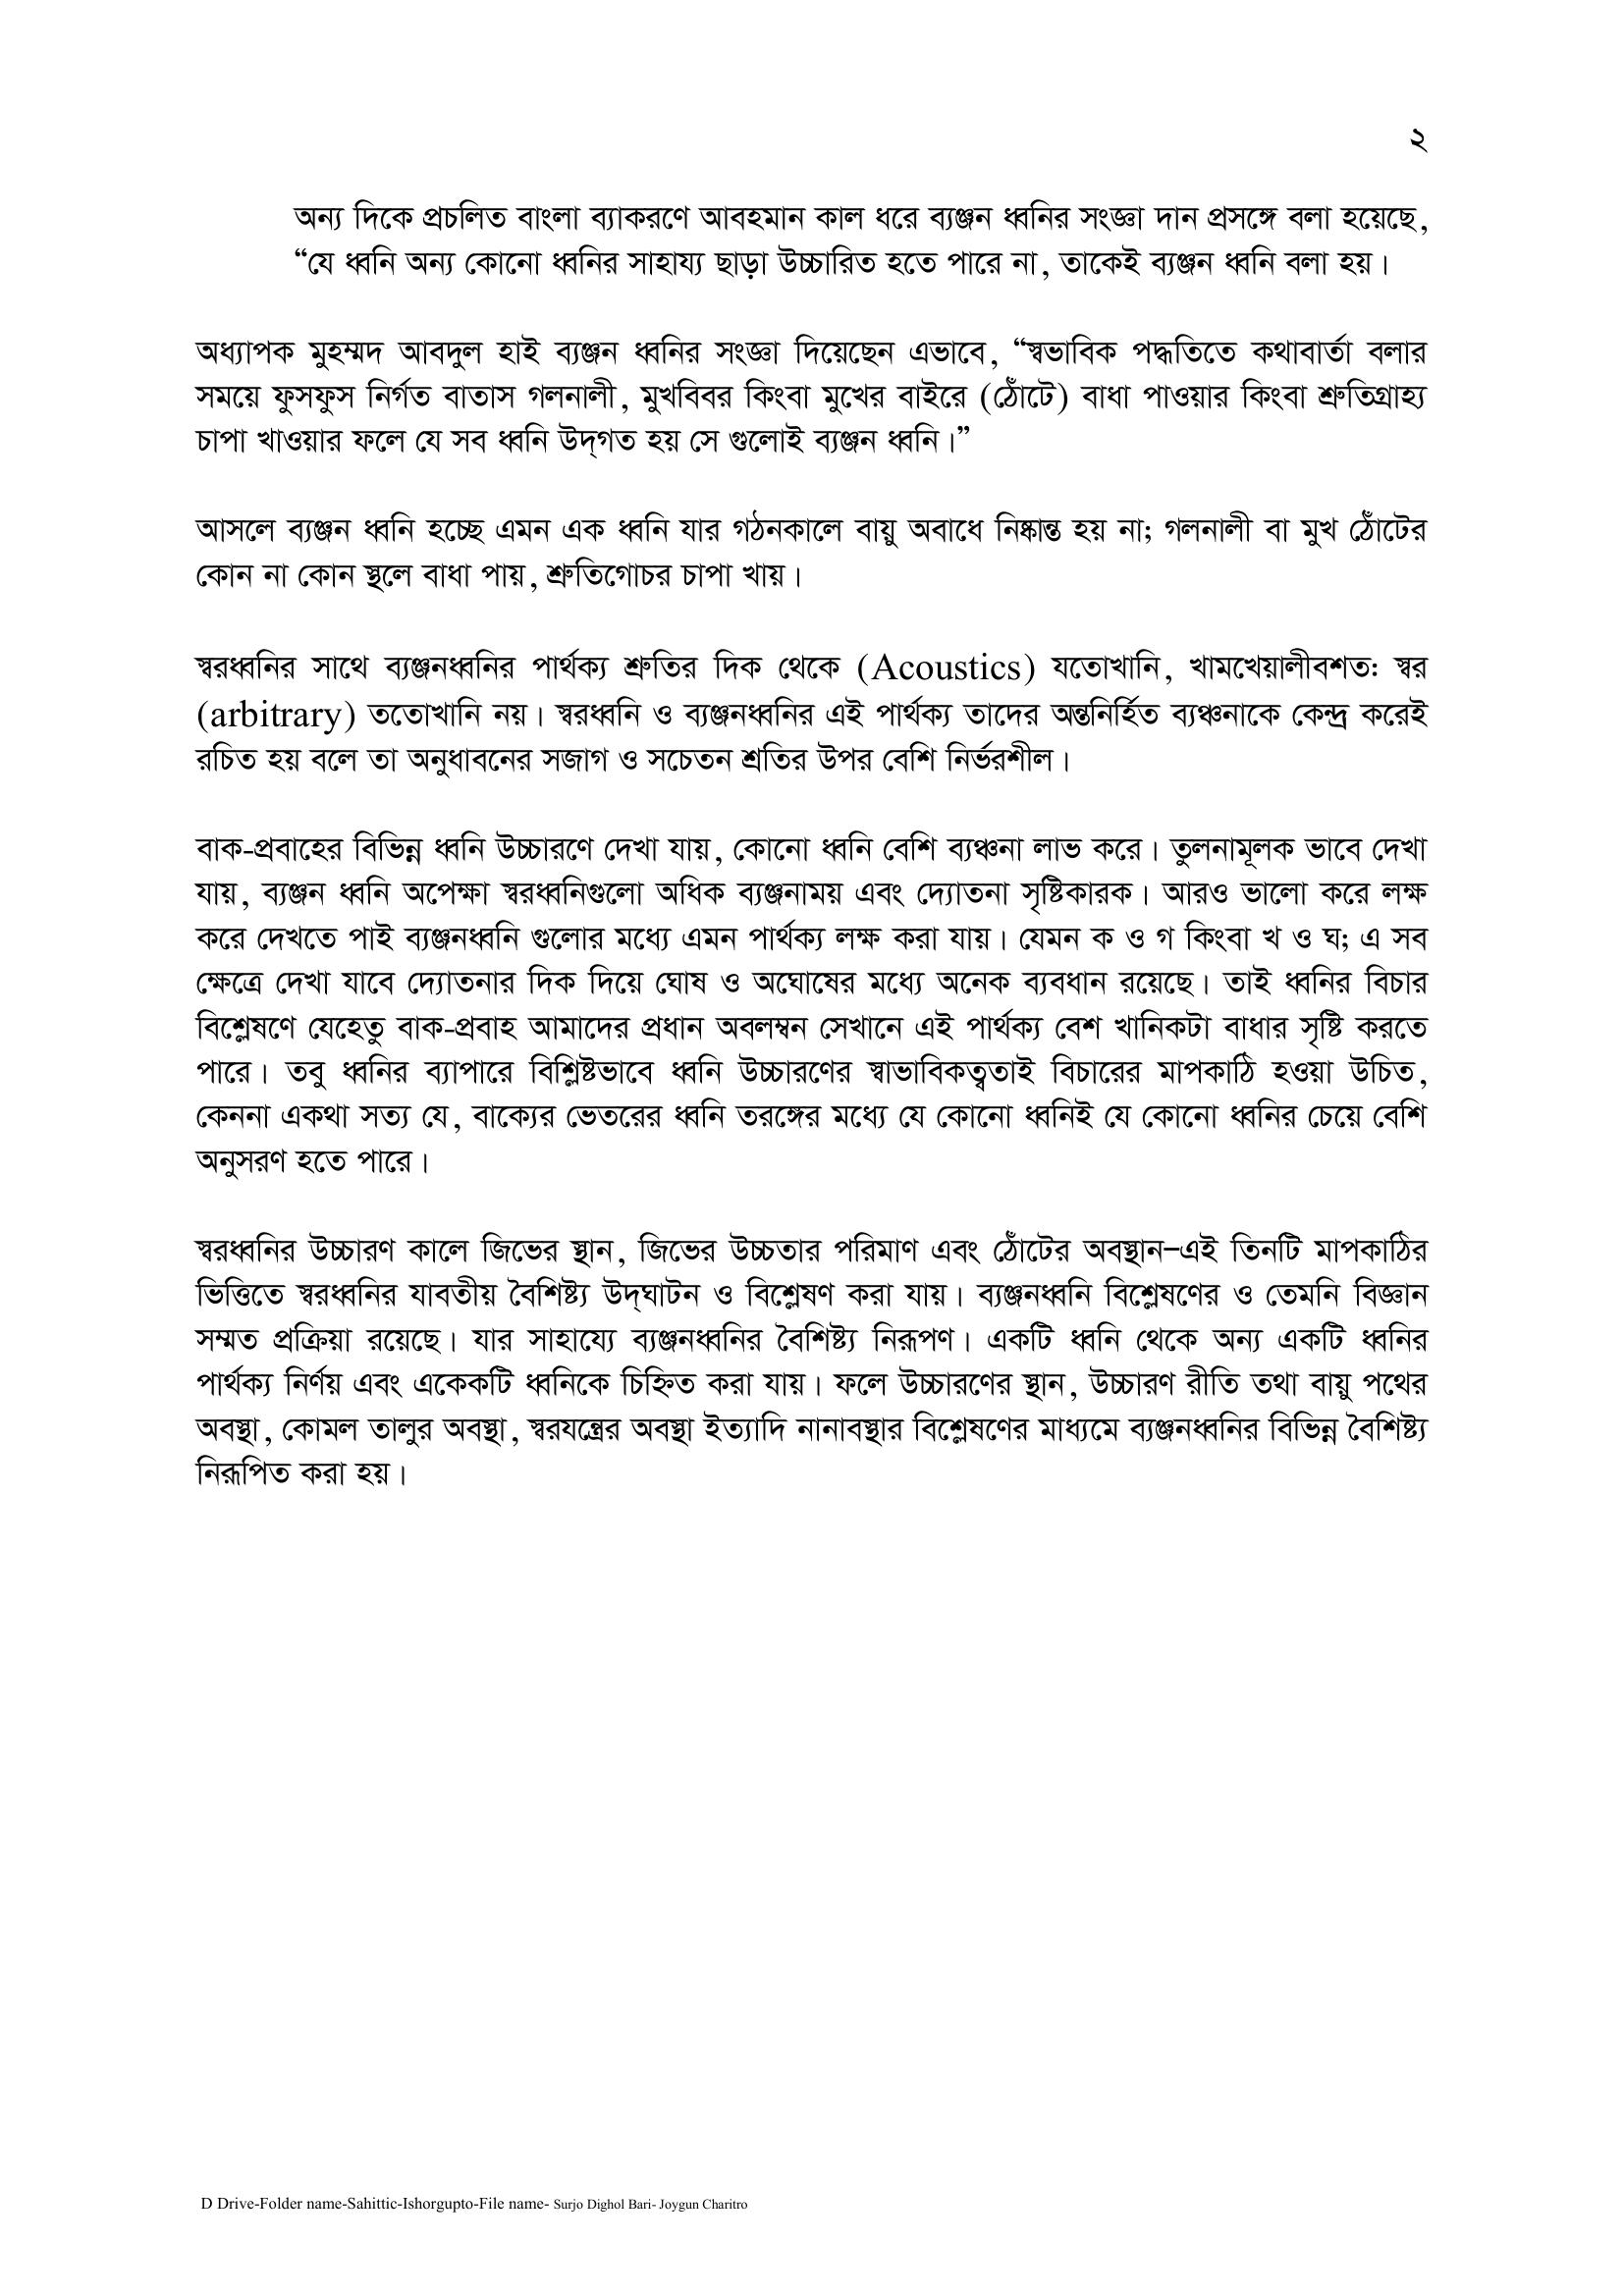 ২
অন্য দিকে প্রচলিত বাংলা ব্যাকরণে আবহমান কাল ধরে ব্যঞ্জন ধ্বনির সংজ্ঞা দান প্রসঙ্গে বলা হয়েছে,
“যে ধ্বনি অন্য কোনো ধ্বনির সাহায্য ছাড়া উচ্চারিত হতে পারে না, তাকেই ব্যঞ্জন ধ্বনি বলা হয়।
অধ্যাপক মুহম্মদ আবদুল হাই ব্যঞ্জন ধ্বনির সংজ্ঞা দিয়েছেন এভাবে, “স্বভাবিক পদ্ধতিতে কথাবার্তা বলার
সময়ে ফুসফুস নির্গত বাতাস গলনালী, মুখবিবর কিংবা মুখের বাইরে (ঠোঁটে) বাধা পাওয়ার কিংবা শ্রুতিগ্রাহ্য
চাপা খাওয়ার ফলে যে সব ধ্বনি উদ্‌গত হয় সে গুলোই ব্যঞ্জন ধ্বনি।”
আসলে ব্যঞ্জন ধ্বনি হচ্ছে এমন এক ধ্বনি যার গঠনকালে বায়ু অবাধে নিষ্কান্ত হয় না; গলনালী বা মুখ ঠোঁটের
কোন না কোন স্থলে বাধা পায়, শ্রুতিগোচর চাপা খায়।
স্বরধ্বনির সাথে ব্যঞ্জনধ্বনির পার্থক্য শ্রুতির দিক থেকে (Acoustics) যতোখানি, খামখেয়ালীবশতঃ স্বর
(arbitrary) ততোখানি নয়। স্বরধ্বনি ও ব্যঞ্জনধ্বনির এই পার্থক্য তাদের অন্তনির্হিত ব্যঞ্চনাকে কেন্দ্র করেই
রচিত হয় বলে তা অনুধাবনের সজাগ ও সচেতন শ্রতির উপর বেশি নির্ভরশীল।
বাক-প্রবাহের বিভিন্ন ধ্বনি উচ্চারণে দেখা যায়, কোনো ধ্বনি বেশি ব্যঞ্চনা লাভ করে। তুলনামূলক ভাবে দেখা
যায়, ব্যঞ্জন ধ্বনি অপেক্ষা স্বরধ্বনিগুলো অধিক ব্যঞ্জনাময় এবং দ্যোতনা সৃষ্টিকারক। আরও ভালো করে লক্ষ
করে দেখতে পাই ব্যঞ্জনধ্বনি গুলোর মধ্যে এমন পার্থক্য লক্ষ করা যায়। যেমন ক ও গ কিংবা খ ও ঘ; এ সব
ক্ষেত্রে দেখা যাবে দ্যোতনার দিক দিয়ে ঘোষ ও অঘোষের মধ্যে অনেক ব্যবধান রয়েছে। তাই ধ্বনির বিচার
বিশ্লেষণে যেহেতু বাক-প্রবাহ আমাদের প্রধান অবলম্বন সেখানে এই পার্থক্য বেশ খানিকটা বাধার সৃষ্টি করতে
পারে। তবু ধ্বনির ব্যাপারে বিশ্লিষ্টভাবে ধ্বনি উচ্চারণের স্বাভাবিকত্বতাই বিচারের মাপকাঠি হওয়া উচিত,
কেননা একথা সত্য যে, বাক্যের ভেতরের ধ্বনি তরঙ্গের মধ্যে যে কোনো ধ্বনিই যে কোনো ধ্বনির চেয়ে বেশি
অনুসরণ হতে পারে।
স্বরধ্বনির উচ্চারণ কালে জিভের স্থান, জিভের উচ্চতার পরিমাণ এবং ঠোঁটের অবস্থান–এই তিনটি মাপকাঠির
ভিত্তিতে স্বরধ্বনির যাবতীয় বৈশিষ্ট্য উদ্‌ঘাটন ও বিশ্লেষণ করা যায়। ব্যঞ্জনধ্বনি বিশ্লেষণের ও তেমনি বিজ্ঞান
সম্মত প্রক্রিয়া রয়েছে। যার সাহায্যে ব্যঞ্জনধ্বনির বৈশিষ্ট্য নিরূপণ। একটি ধ্বনি থেকে অন্য একটি ধ্বনির
পার্থক্য নির্ণয় এবং একেকটি ধ্বনিকে চিহ্নিত করা যায়। ফলে উচ্চারণের স্থান, উচ্চারণ রীতি তথা বায়ু পথের
অবস্থা, কোমল তালুর অবস্থা, স্বরযন্ত্রের অবস্থা ইত্যাদি নানাবস্থার বিশ্লেষণের মাধ্যমে ব্যঞ্জনধ্বনির বিভিন্ন বৈশিষ্ট্য
নিরূপিত করা হয়।
D Drive-Folder name-Sahittic-Ishorgupto-File name- Surjo Dighol Bari- Joygun Charitro